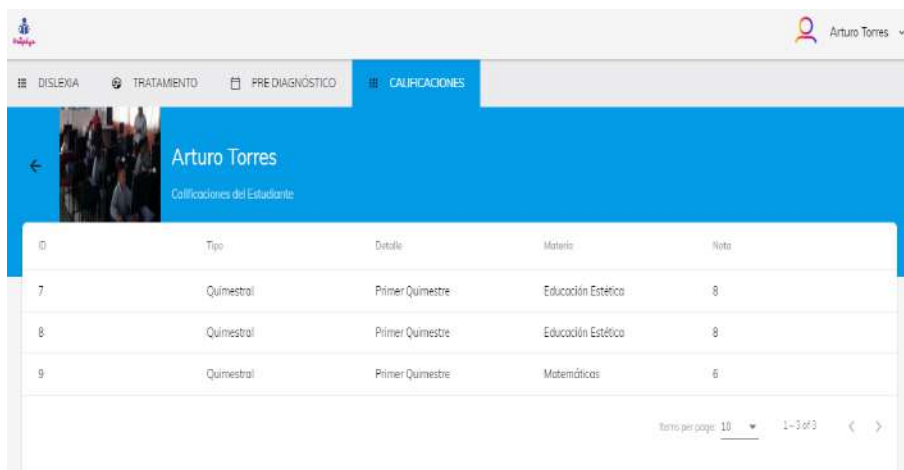 Arturo Torres
DISLEXIA TRATAMIENTO PRE DIAGNÓSTICO CALIFICACIONES
Arturo Torres
Calificaciones del Estudiante
ID Tipo Detalle Materia Nota
7 Quimestral Primer Quimestre Educación Estética 8
8 Quimestral Primer Quimestre Educación Estética 8
9 Quimestral Primer Quimestre Matemáticas 6
Items per page: 10 1 – 3 of 3